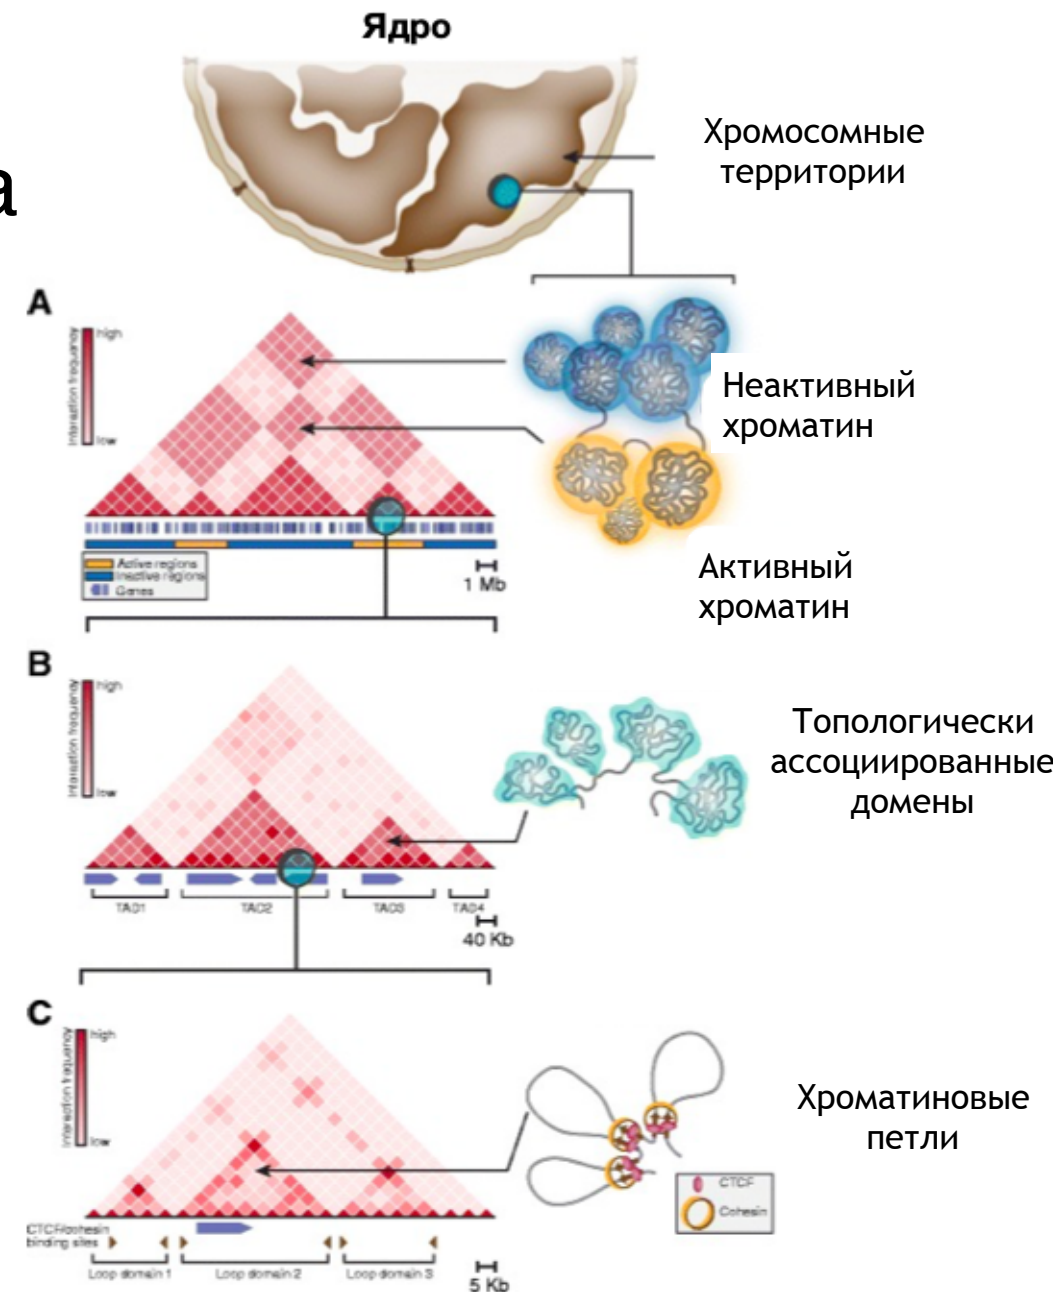 Ядро
Хромосомные
территории
а
A
high
Interaction frequency
low
Неактивный
хроматин
Active regions
Inactive regions
Genes
1 Mb
Активный
хроматин
B
high
Interaction frequency
low
Топологически
ассоциированные
домены
TAD1
TAD2
TAD3
TAD4
40 Kb
C
high
Interaction frequency
low
Хроматиновые
петли
CTCF
Cohesin
CTCF/cohesin
binding sites
Loop domain 1
Loop domain 2
Loop domain 3
5 Kb